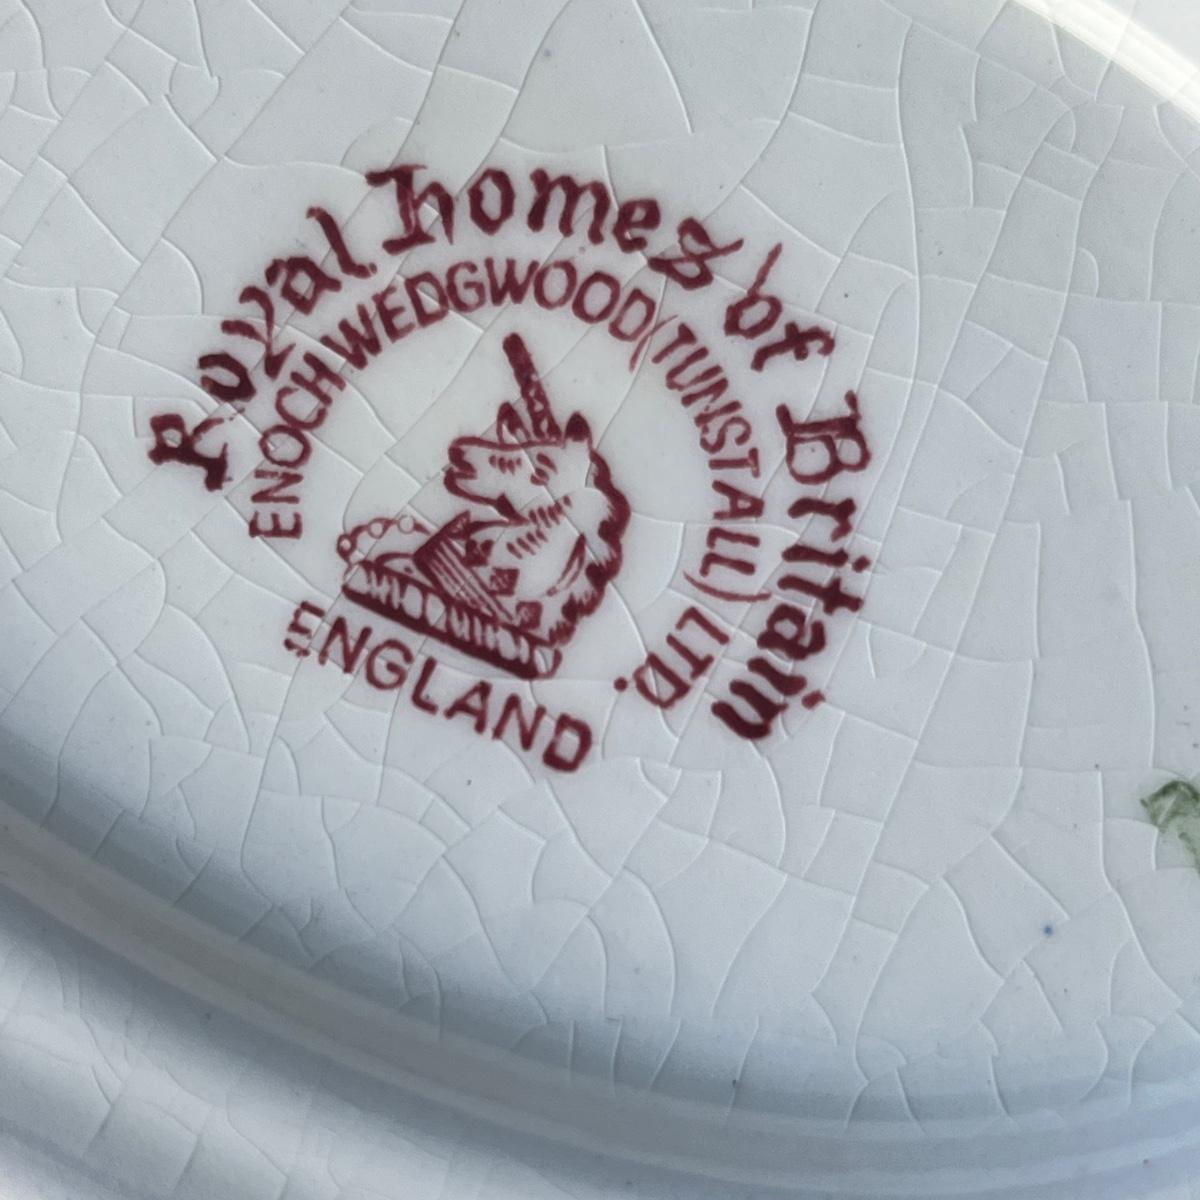 Royal homes of Britain
ENOCH WEDGWOOD (TUNSTALL) LTD.
ENGLAND